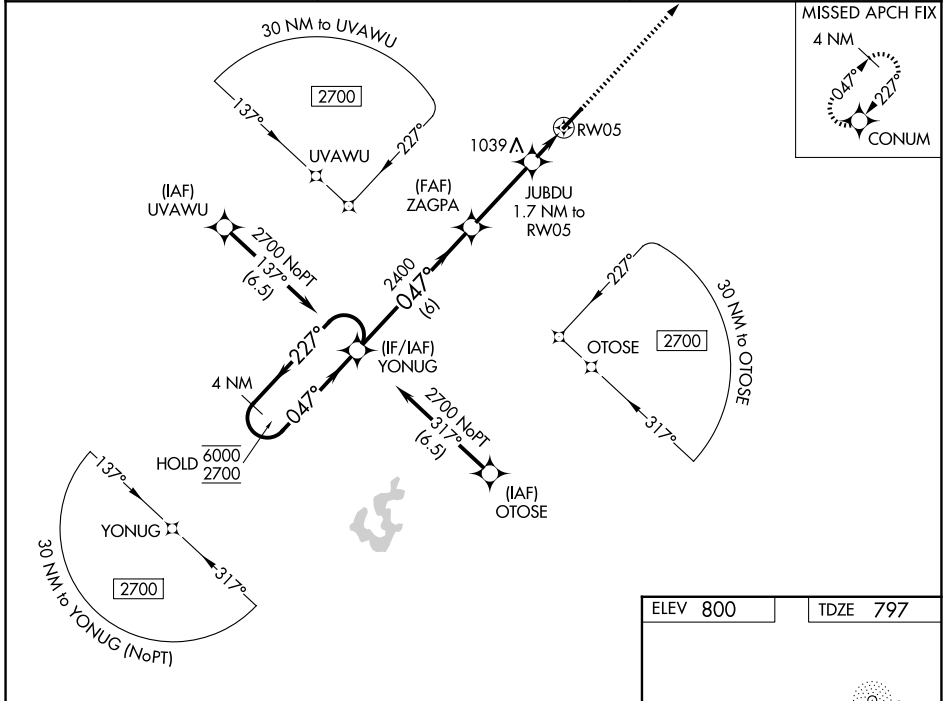 MISSED APCH FIX
4 NM
047°
227°
CONUM
30 NM to UVAWU
2700
137°
227°
UVAWU
1039
RW05
JUBDU
1.7 NM to
RW05
(FAF)
ZAGPA
(IAF)
UVAWU
2700 NoPT
137°
(6.5)
2400
047°
(6)
227°
30 NM to OTOSE
2700
OTOSE
317°
227°
(IF/IAF)
YONUG
4 NM
047°
HOLD
6000
2700
2700 NoPT
317°
(6.5)
(IAF)
OTOSE
137°
YONUG
317°
2700
30 NM to YONUG (NoPT)
ELEV 800
TDZE 797